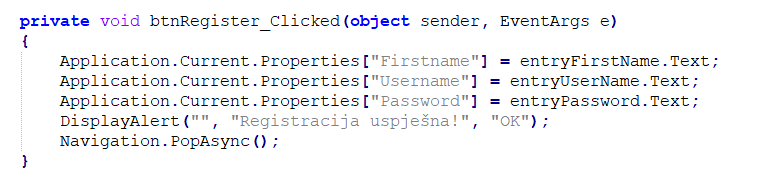 private void btnRegister_Clicked(object sender, EventArgs e)
{
    Application.Current.Properties["Firstname"] = entryFirstName.Text;
    Application.Current.Properties["Username"] = entryUserName.Text;
    Application.Current.Properties["Password"] = entryPassword.Text;
    DisplayAlert("", "Registracija uspješna!", "OK");
    Navigation.PopAsync();
}